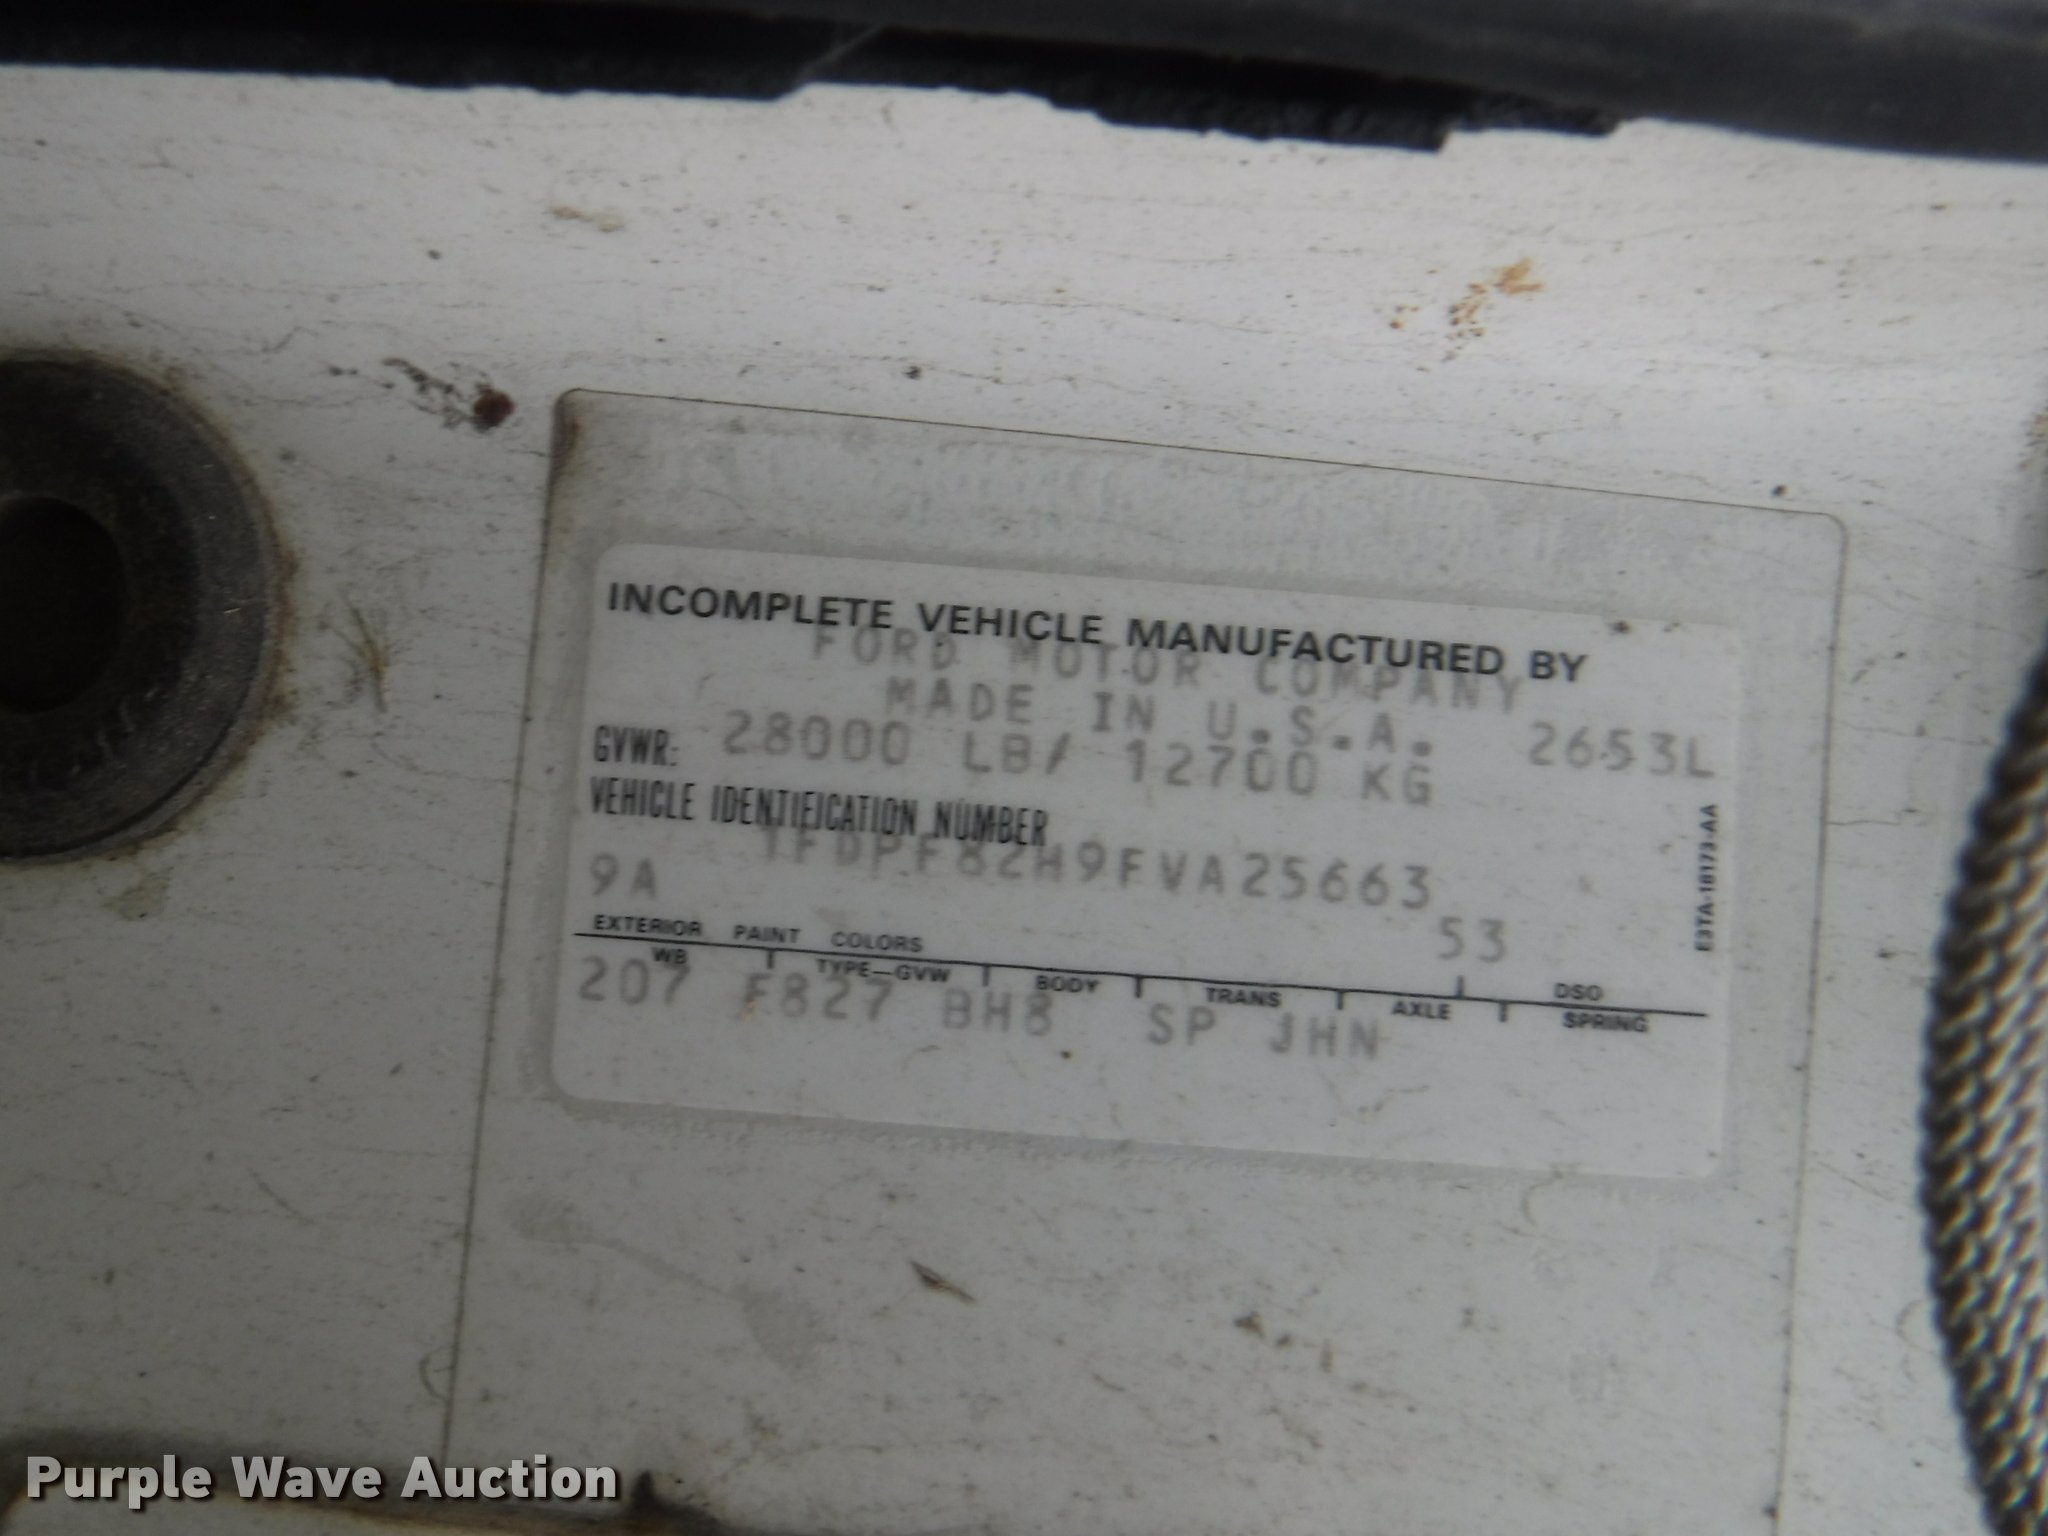 INCOMPLETE VEHICLE MANUFACTURED BY
FORD MOTOR COMPANY
MADE IN U.S.A.
GVWR: 28000 LB/ 12700 KG 2653L
VEHICLE IDENTIFICATION NUMBER
1FDPF82H9FVA25663
9A
53
EXTERIOR PAINT COLORS DSO
WB TYPE-GVW BODY TRANS AXLE SPRING
207 F827 BH8 SP JHN
E3TA-18173-AA
Purple Wave Auction